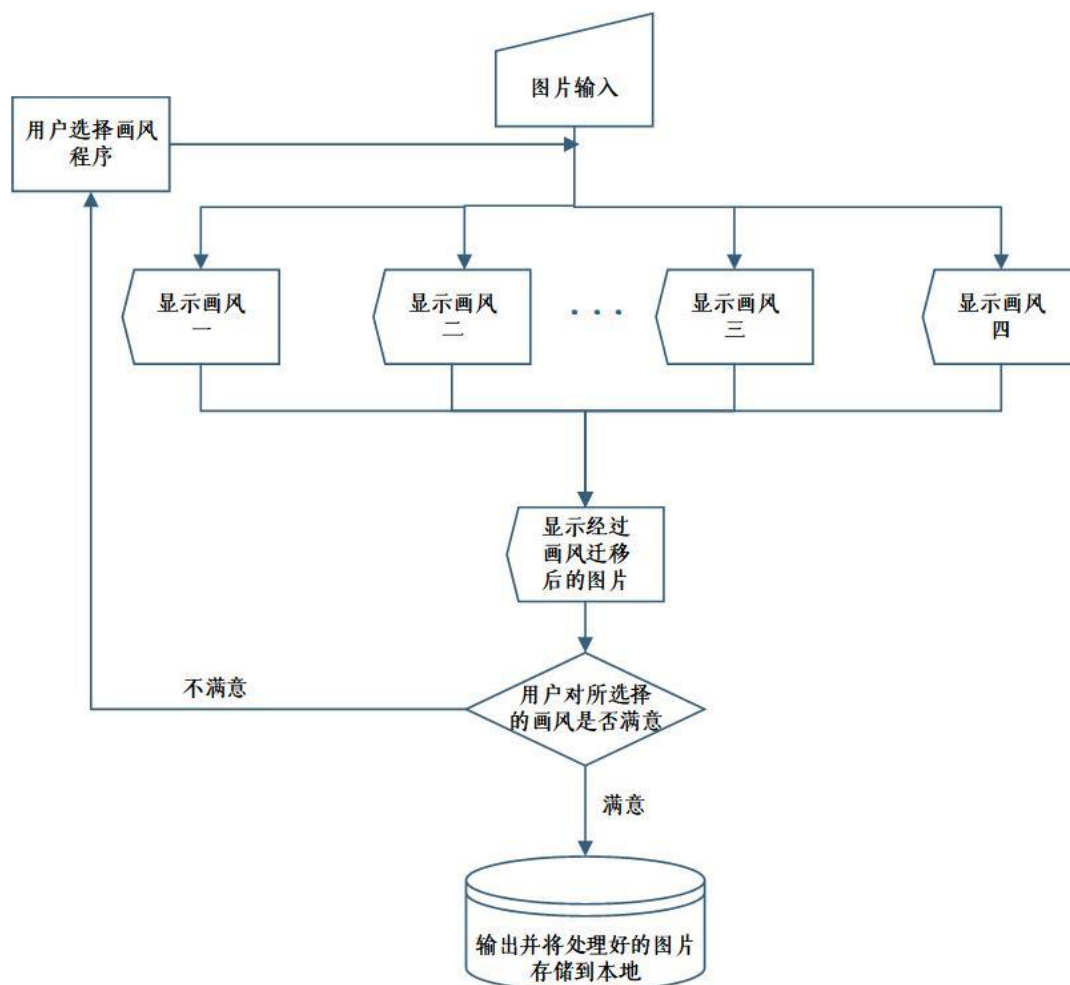 图片输入
用户选择画风
程序
显示画风
一
显示画风
二
...
显示画风
三
显示画风
四
显示经过
画风迁移
后的图片
用户对所选择
的画风是否满意
不满意
满意
输出并将处理好的图片
存储到本地